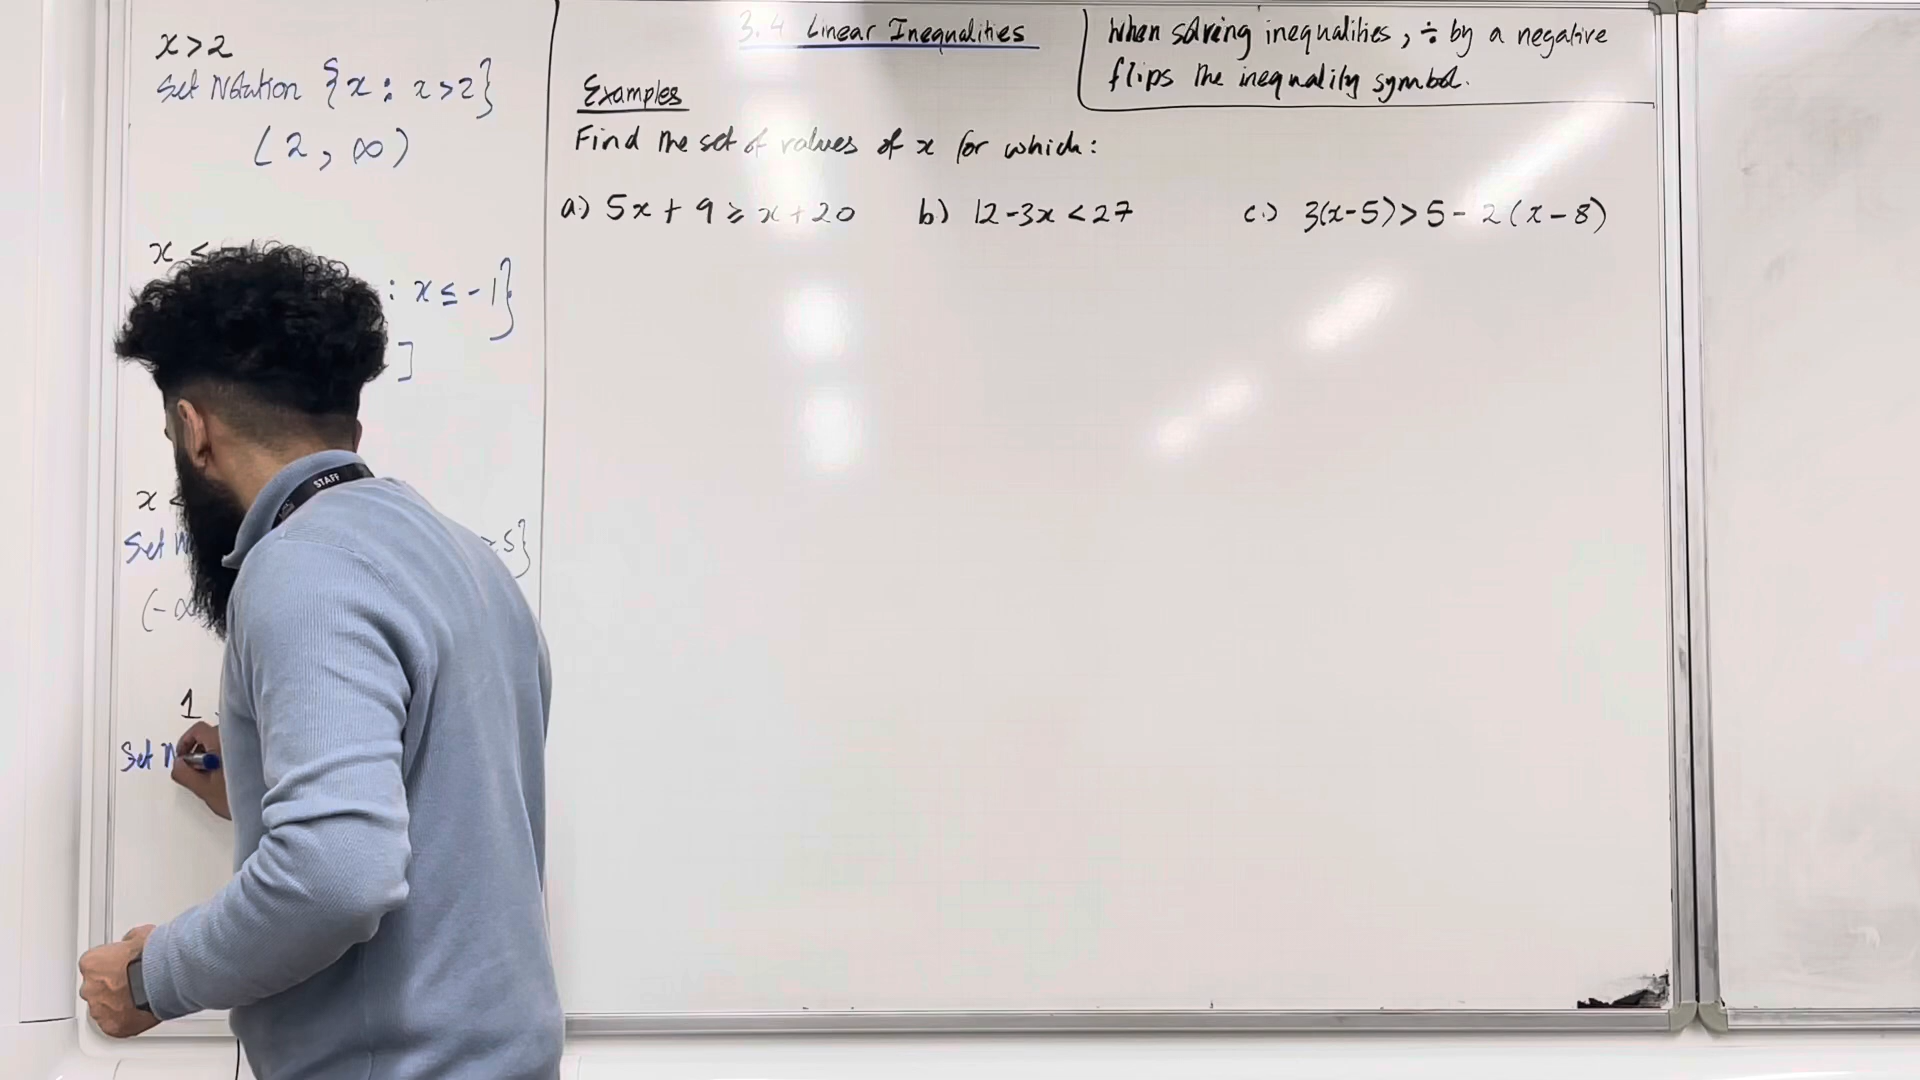 x>2
Set Notation {x : x>2}
(2, ∞)
x ≤
: x ≤ -1}
]
x <
Set
5}
(-∞
1
Set N
3.4 Linear Inequalities
When solving inequalities, ÷ by a negative
flips the inequality symbol.
Examples
Find the set of values of x for which:
a.) 5x + 9 ≥ x + 20
b) 12 - 3x < 27
c.) 3(x-5) > 5 - 2(x-8)
STAFF